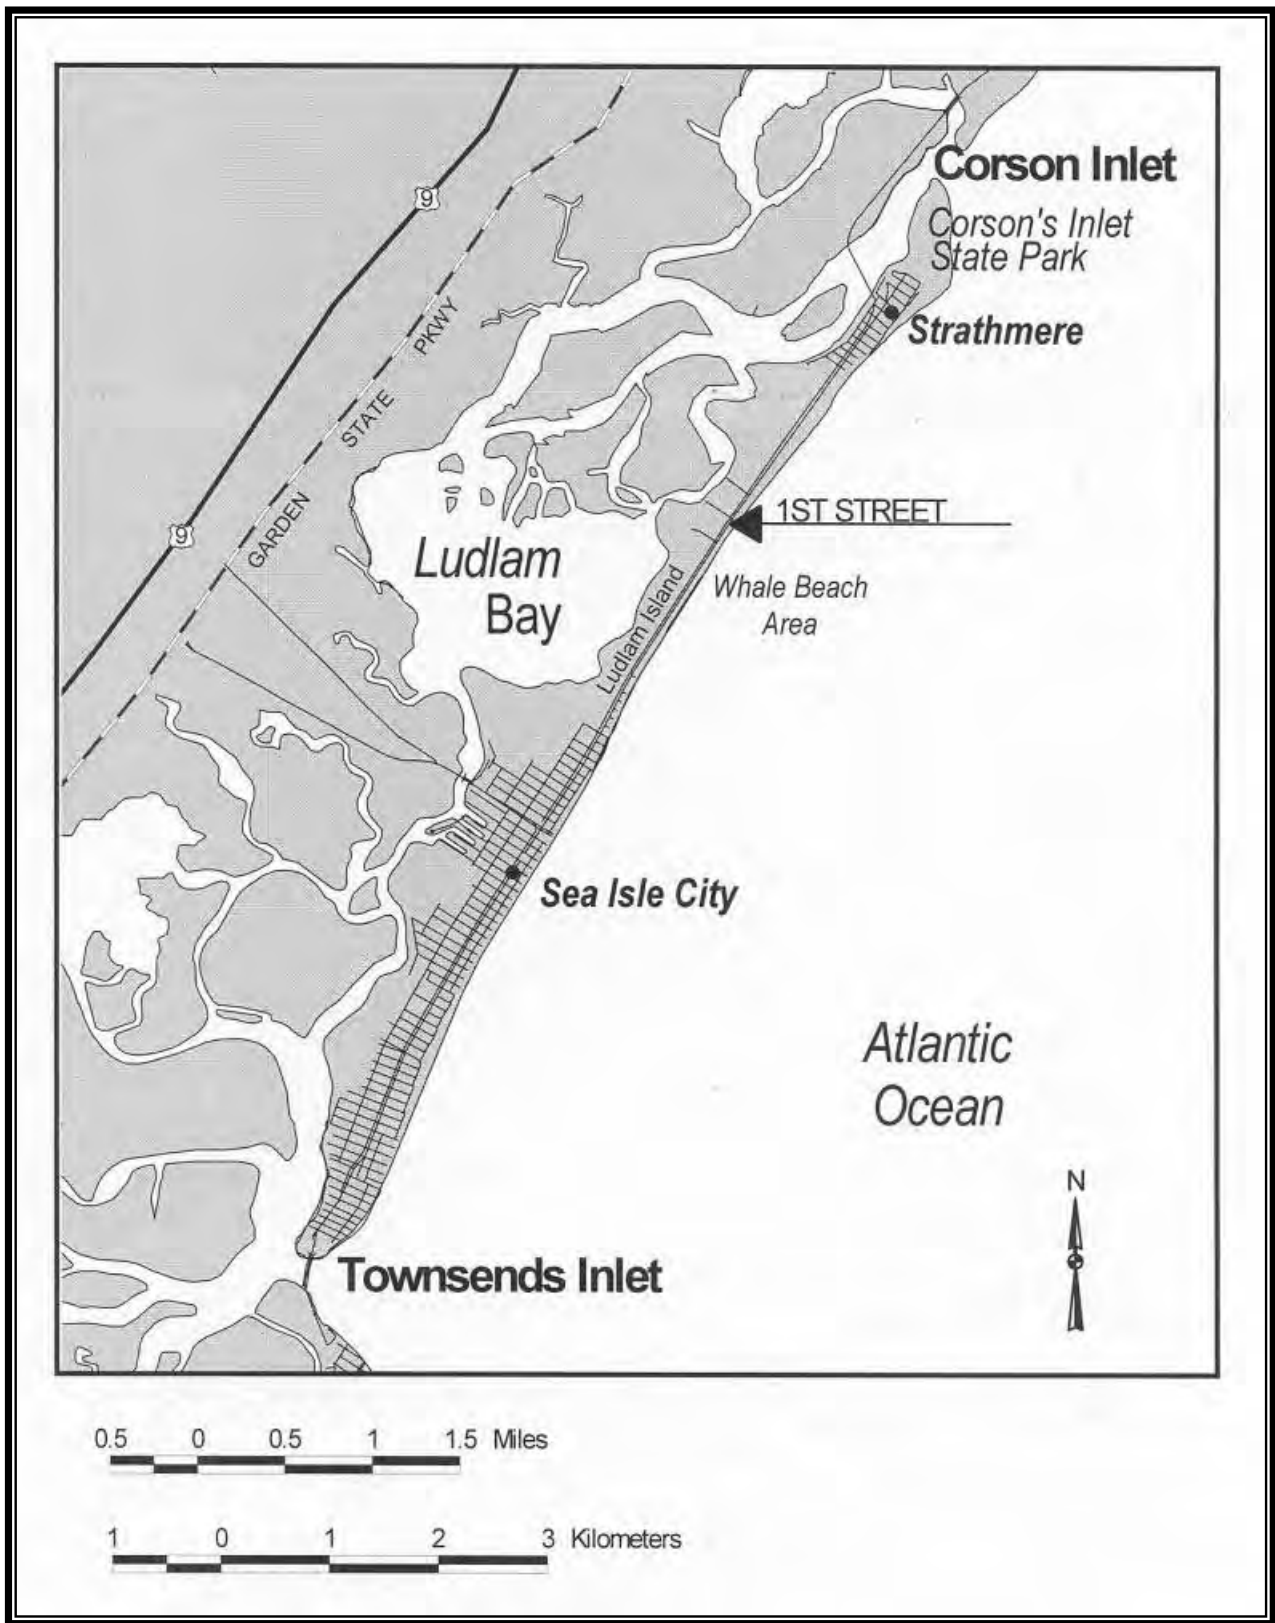 Corson Inlet
Corson's Inlet
State Park
9
Strathmere
PKWY
STATE
GARDEN
1ST STREET
9
Ludlam
Bay
Ludlam Island
Whale Beach
Area
Sea Isle City
Atlantic
Ocean
N
Townsends Inlet
0.5 0 0.5 1 1.5 Miles
1 0 1 2 3 Kilometers